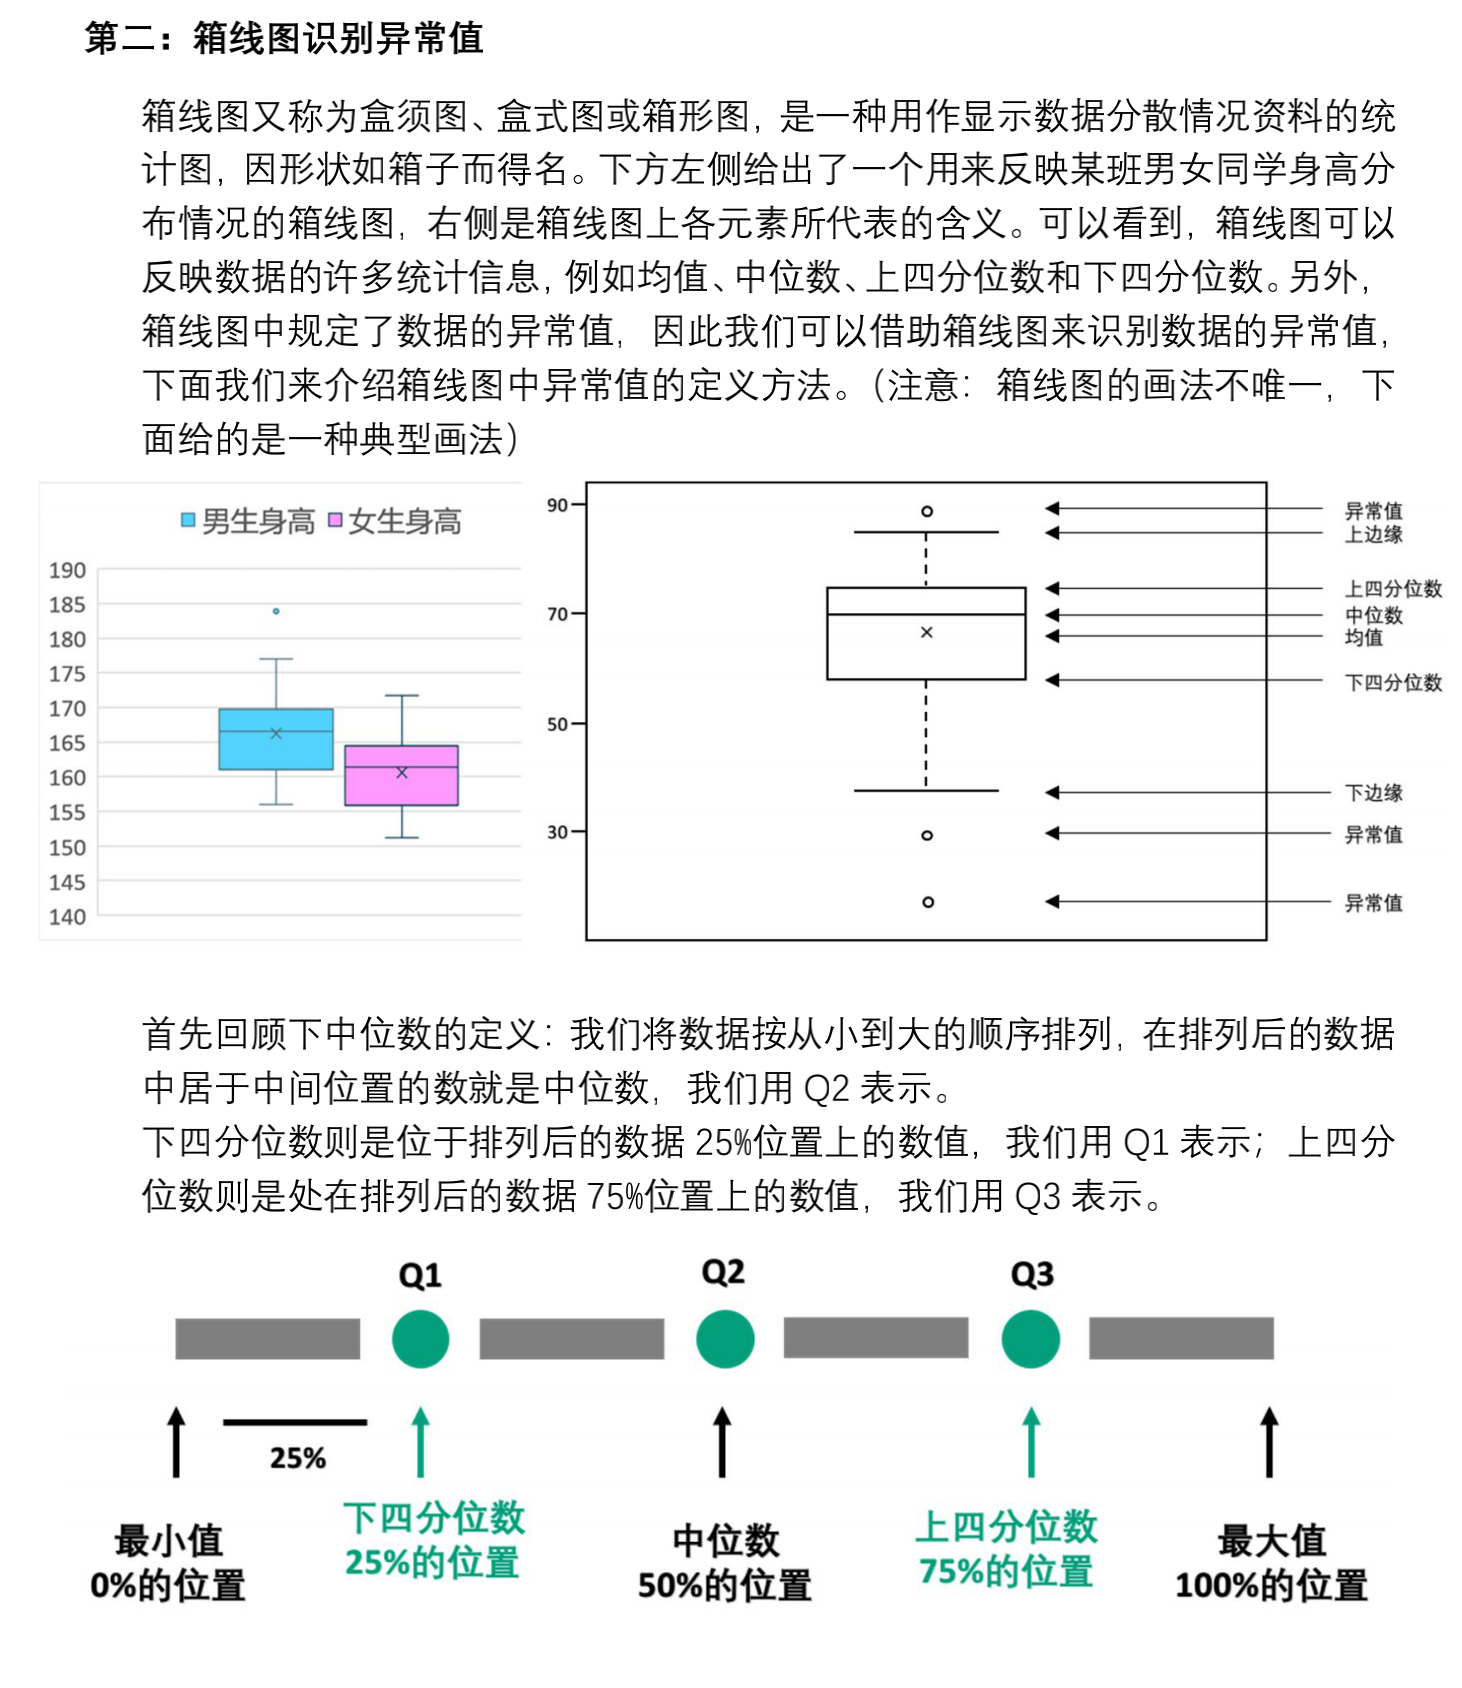 第二：箱线图识别异常值
箱线图又称为盒须图、盒式图或箱形图，是一种用作显示数据分散情况资料的统
计图，因形状如箱子而得名。下方左侧给出了一个用来反映某班男女同学身高分
布情况的箱线图，右侧是箱线图上各元素所代表的含义。可以看到，箱线图可以
反映数据的许多统计信息，例如均值、中位数、上四分位数和下四分位数。另外，
箱线图中规定了数据的异常值，因此我们可以借助箱线图来识别数据的异常值，
下面我们来介绍箱线图中异常值的定义方法。（注意：箱线图的画法不唯一，下
面给的是一种典型画法）
男生身高 女生身高
190
185
180
175
170
165
160
155
150
145
140
90
70
50
30
异常值
上边缘
上四分位数
中位数
均值
下四分位数
下边缘
异常值
异常值
首先回顾下中位数的定义：我们将数据按从小到大的顺序排列，在排列后的数据
中居于中间位置的数就是中位数，我们用 Q2 表示。
下四分位数则是位于排列后的数据 25%位置上的数值，我们用 Q1 表示；上四分
位数则是处在排列后的数据 75%位置上的数值，我们用 Q3 表示。
Q1 Q2 Q3
25%
最小值
0%的位置
下四分位数
25%的位置
中位数
50%的位置
上四分位数
75%的位置
最大值
100%的位置